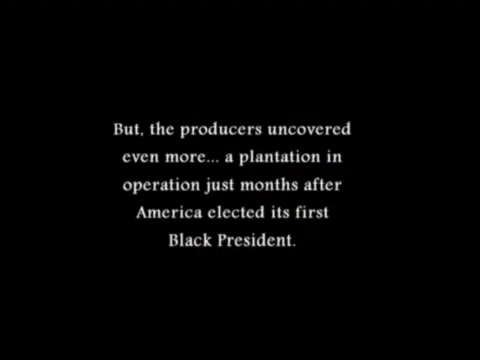 But, the producers uncovered
even more... a plantation in
operation just months after
America elected its first
Black President.